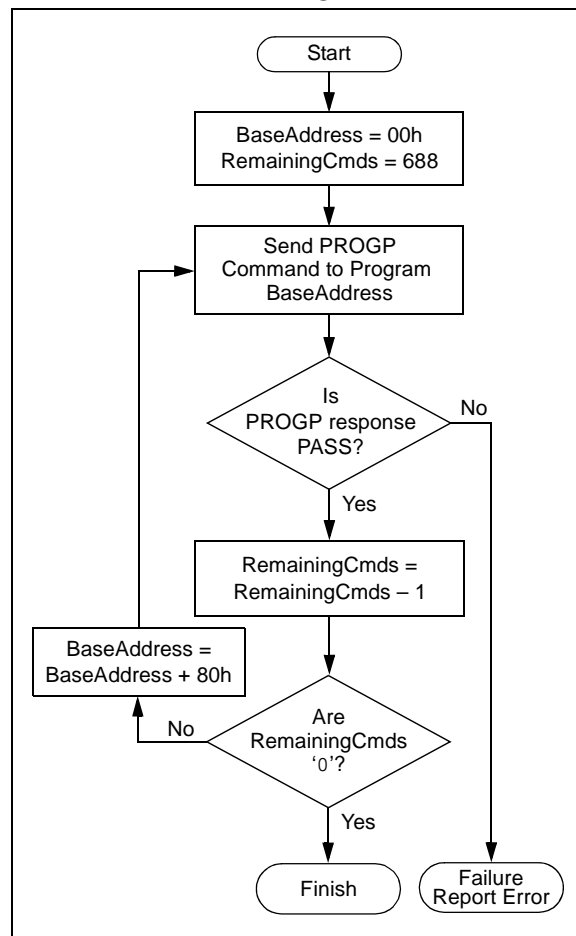 Start
BaseAddress = 00h
RemainingCmds = 688
Send PROGP
Command to Program
BaseAddress
Is
PROGP response
PASS?
No
Yes
RemainingCmds =
RemainingCmds – 1
BaseAddress =
BaseAddress + 80h
No
Are
RemainingCmds
‘0’?
Yes
Finish
Failure
Report Error